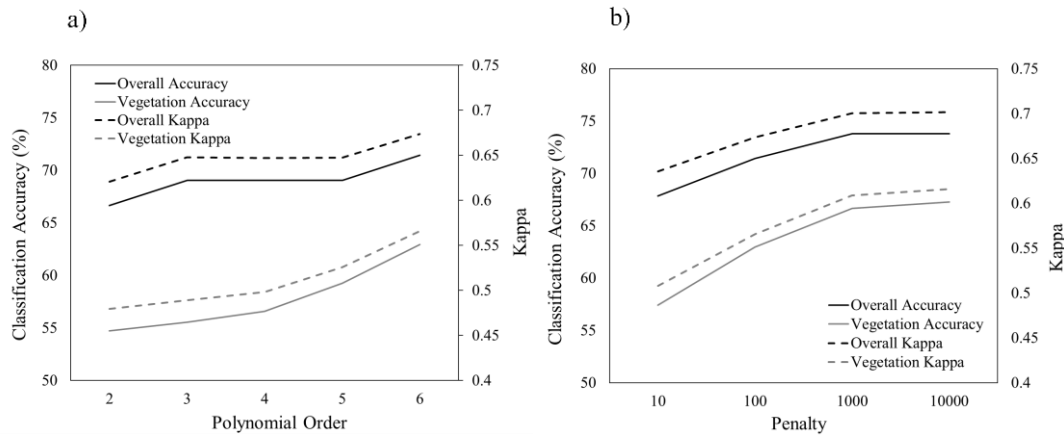 a)
80
75
70
65
60
55
50
Classification Accuracy (%)
Overall Accuracy
Vegetation Accuracy
Overall Kappa
Vegetation Kappa
0.75
0.7
0.65
0.6
0.55
0.5
0.45
0.4
Kappa
2 3 4 5 6
Polynomial Order
b)
80
75
70
65
60
55
50
Classification Accuracy (%)
Overall Accuracy
Vegetation Accuracy
Overall Kappa
Vegetation Kappa
0.75
0.7
0.65
0.6
0.55
0.5
0.45
0.4
Kappa
10 100 1000 10000
Penalty